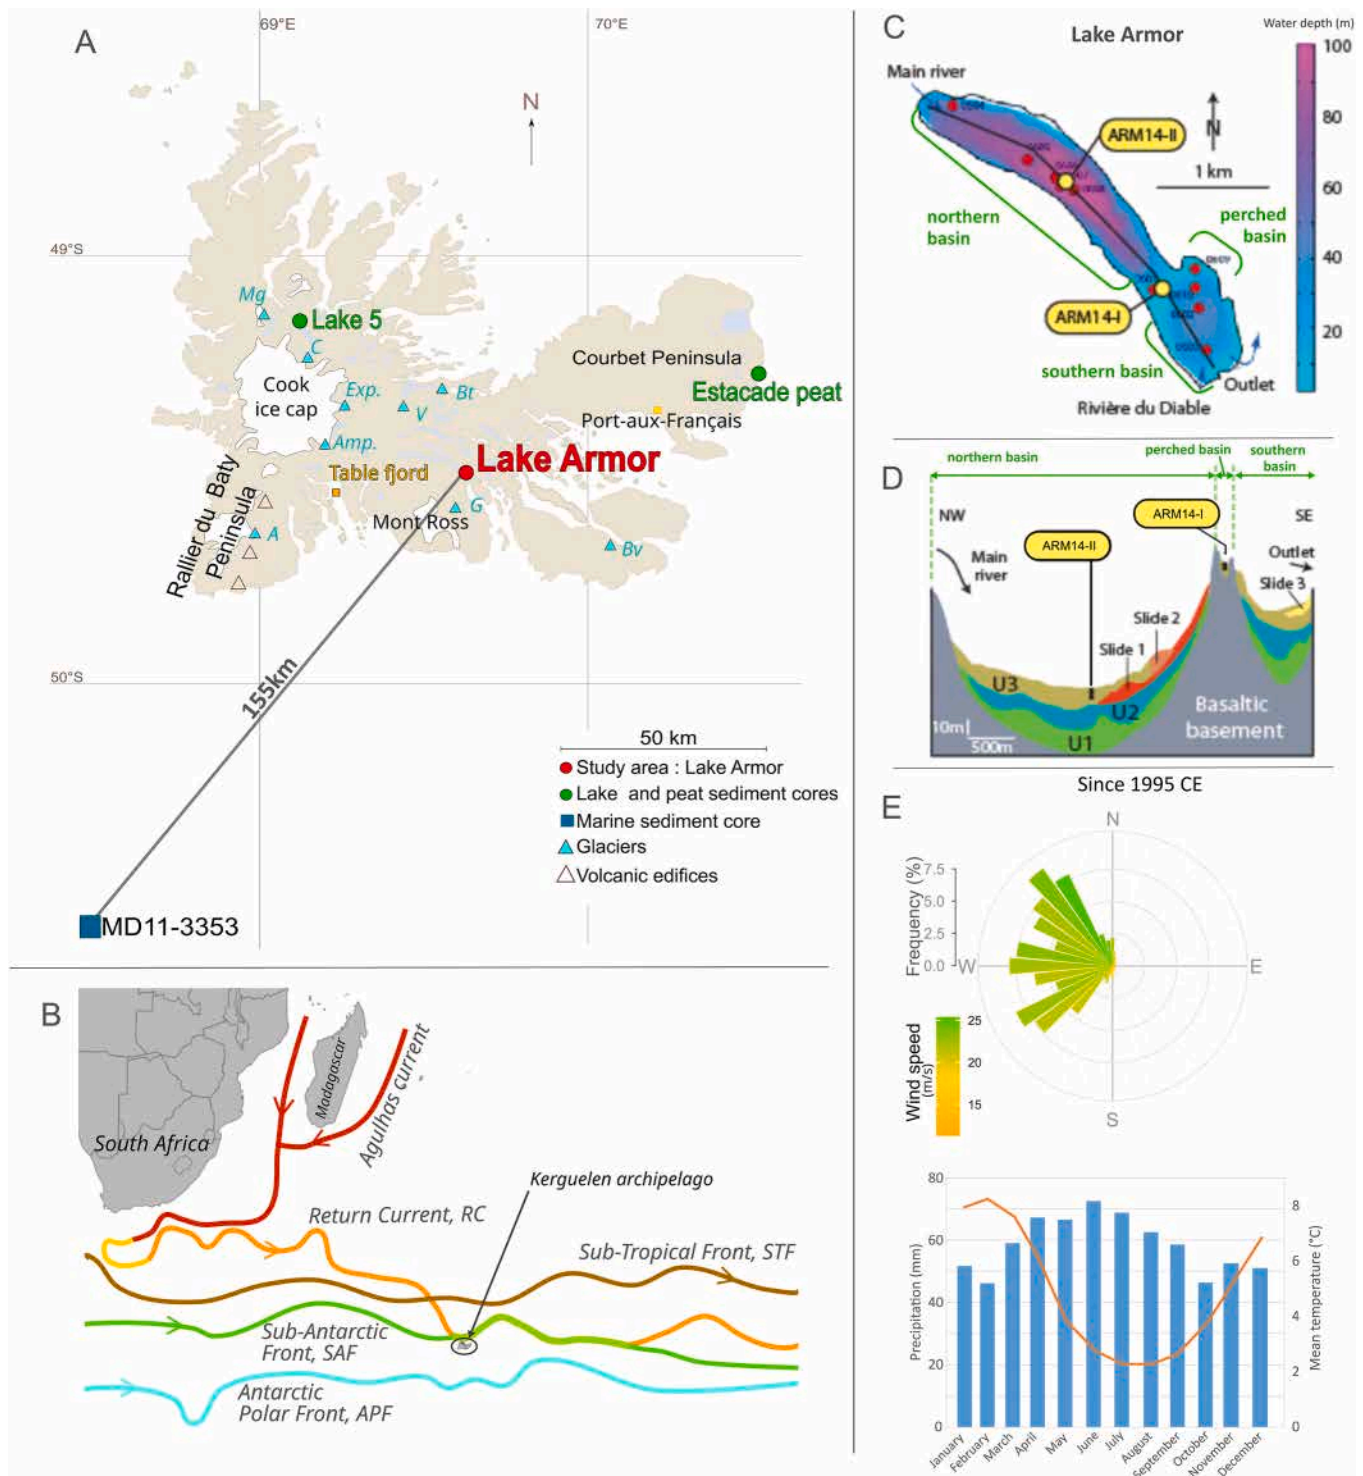 A
69°E
70°E
N
49°S
Mg
Lake 5
C
Cook
ice cap
Exp.
Bt
V
Amp.
Courbet Peninsula
Estacade peat
Port-aux-Français
Lake Armor
Table fjord
G
Mont Ross
Rallier du Baty
Peninsula
A
Bv
155km
50°S
50 km
Study area : Lake Armor
Lake and peat sediment cores
Marine sediment core
Glaciers
Volcanic edifices
MD11-3353
B
South Africa
Madagascar
Agulhas current
Kerguelen archipelago
Return Current, RC
Sub-Tropical Front, STF
Sub-Antarctic
Front, SAF
Antarctic
Polar Front, APF
C
Lake Armor
Water depth (m)
100
80
60
40
20
Main river
ARM14-II
N
1 km
northern
basin
perched
basin
ARM14-I
southern basin
Outlet
Rivière du Diable
D
northern basin
perched basin
southern
basin
NW
SE
ARM14-I
ARM14-II
Main
river
Outlet
Slide 3
Slide 2
Slide 1
U3
U2
U1
Basaltic
basement
10m
500m
Since 1995 CE
E
N
Frequency (%)
7.5
5.0
2.5
0.0
W
E
S
Wind speed
(m/s)
25
20
15
Precipitation (mm)
80
60
40
20
0
Mean temperature (°C)
8
6
4
2
0
January
February
March
April
May
June
July
August
September
October
November
December